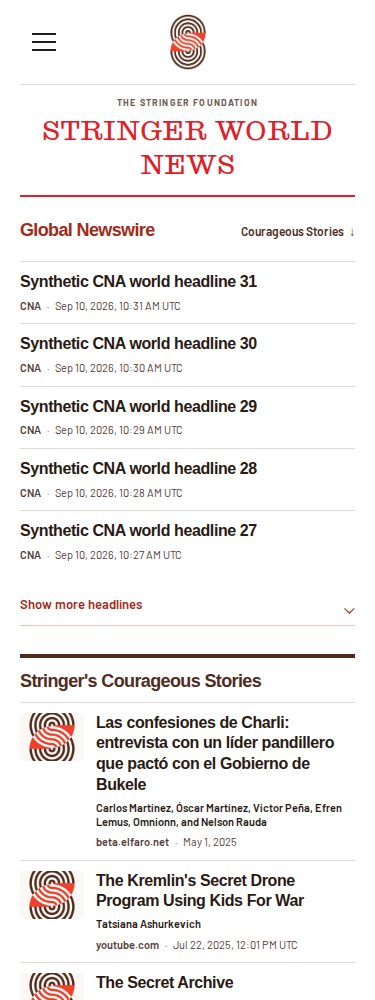 THE STRINGER FOUNDATION
STRINGER WORLD
NEWS
Global Newswire
Courageous Stories ↓
Synthetic CNA world headline 31
CNA · Sep 10, 2026, 10:31 AM UTC
Synthetic CNA world headline 30
CNA · Sep 10, 2026, 10:30 AM UTC
Synthetic CNA world headline 29
CNA · Sep 10, 2026, 10:29 AM UTC
Synthetic CNA world headline 28
CNA · Sep 10, 2026, 10:28 AM UTC
Synthetic CNA world headline 27
CNA · Sep 10, 2026, 10:27 AM UTC
Show more headlines
Stringer's Courageous Stories
Las confesiones de Charli:
entrevista con un líder pandillero
que pactó con el Gobierno de
Bukele
Carlos Martínez, Óscar Martínez, Víctor Peña, Efren
Lemus, Omnionn, and Nelson Rauda
beta.elfaro.net · May 1, 2025
The Kremlin's Secret Drone
Program Using Kids For War
Tatsiana Ashurkevich
youtube.com · Jul 22, 2025, 12:01 PM UTC
The Secret Archive